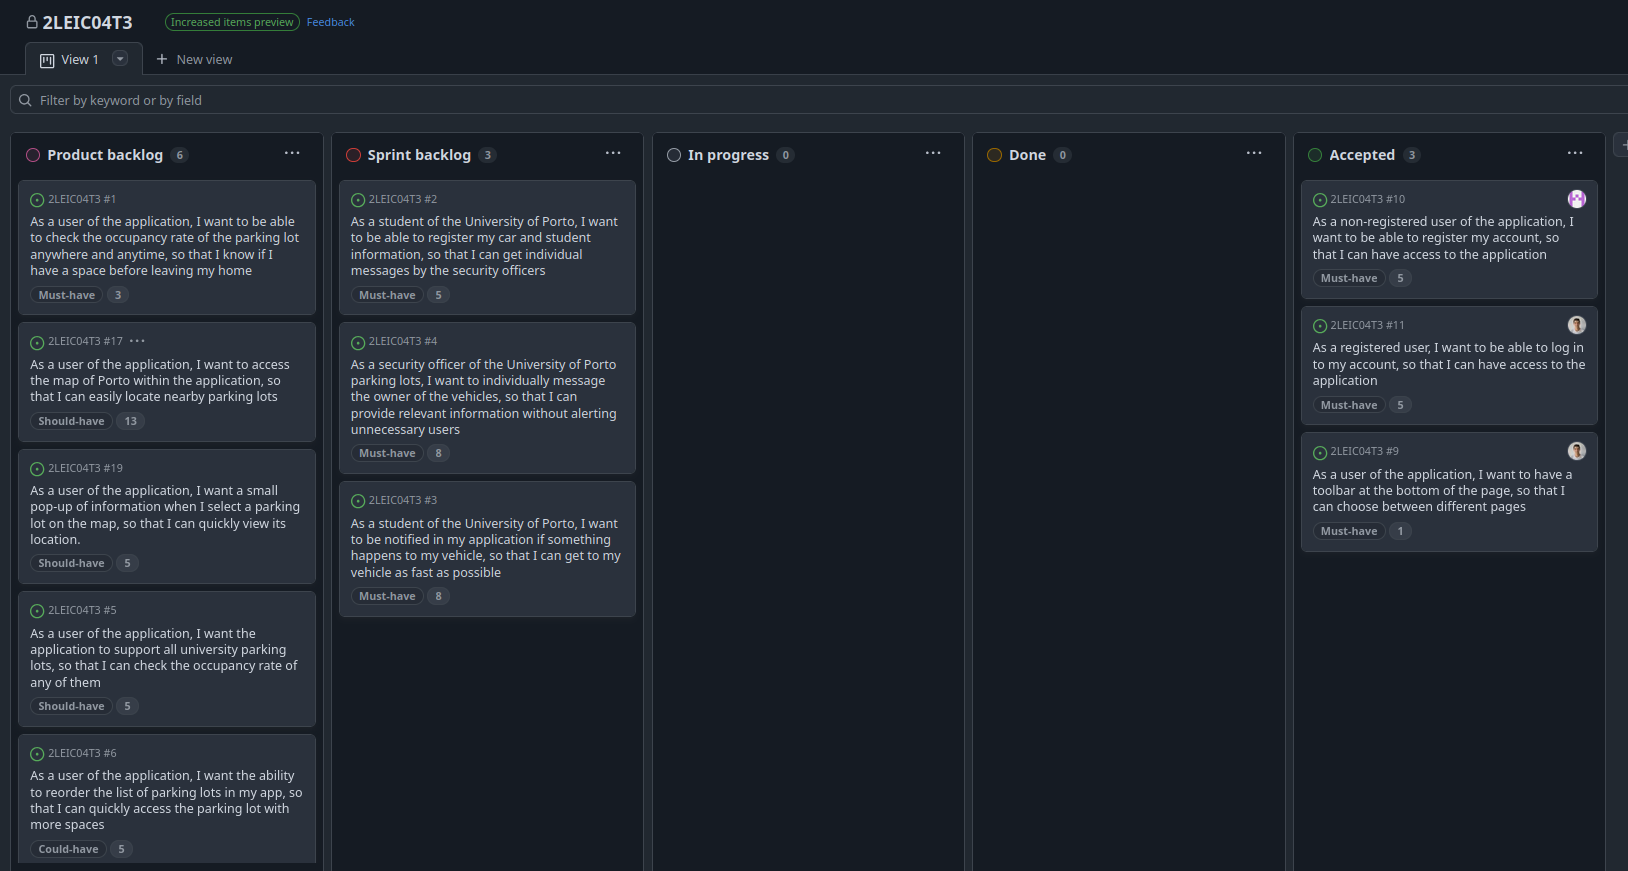 2LEIC04T3
Increased items preview
Feedback
View 1
New view
Filter by keyword or by field
Product backlog 6
2LEIC04T3 #1
As a user of the application, I want to be able
to check the occupancy rate of the parking lot
anywhere and anytime, so that I know if I
have a space before leaving my home
Must-have 3
2LEIC04T3 #17
As a user of the application, I want to access
the map of Porto within the application, so
that I can easily locate nearby parking lots
Should-have 13
2LEIC04T3 #19
As a user of the application, I want a small
pop-up of information when I select a parking
lot on the map, so that I can quickly view its
location.
Should-have 5
2LEIC04T3 #5
As a user of the application, I want the
application to support all university parking
lots, so that I can check the occupancy rate of
any of them
Should-have 5
2LEIC04T3 #6
As a user of the application, I want the ability
to reorder the list of parking lots in my app, so
that I can quickly access the parking lot with
more spaces
Could-have 5
Sprint backlog 3
2LEIC04T3 #2
As a student of the University of Porto, I want
to be able to register my car and student
information, so that I can get individual
messages by the security officers
Must-have 5
2LEIC04T3 #4
As a security officer of the University of Porto
parking lots, I want to individually message
the owner of the vehicles, so that I can
provide relevant information without alerting
unnecessary users
Must-have 8
2LEIC04T3 #3
As a student of the University of Porto, I want
to be notified in my application if something
happens to my vehicle, so that I can get to my
vehicle as fast as possible
Must-have 8
In progress 0
Done 0
Accepted 3
2LEIC04T3 #10
As a non-registered user of the application, I
want to be able to register my account, so
that I can have access to the application
Must-have 5
2LEIC04T3 #11
As a registered user, I want to be able to log in
to my account, so that I can have access to the
application
Must-have 5
2LEIC04T3 #9
As a user of the application, I want to have a
toolbar at the bottom of the page, so that I
can choose between different pages
Must-have 1